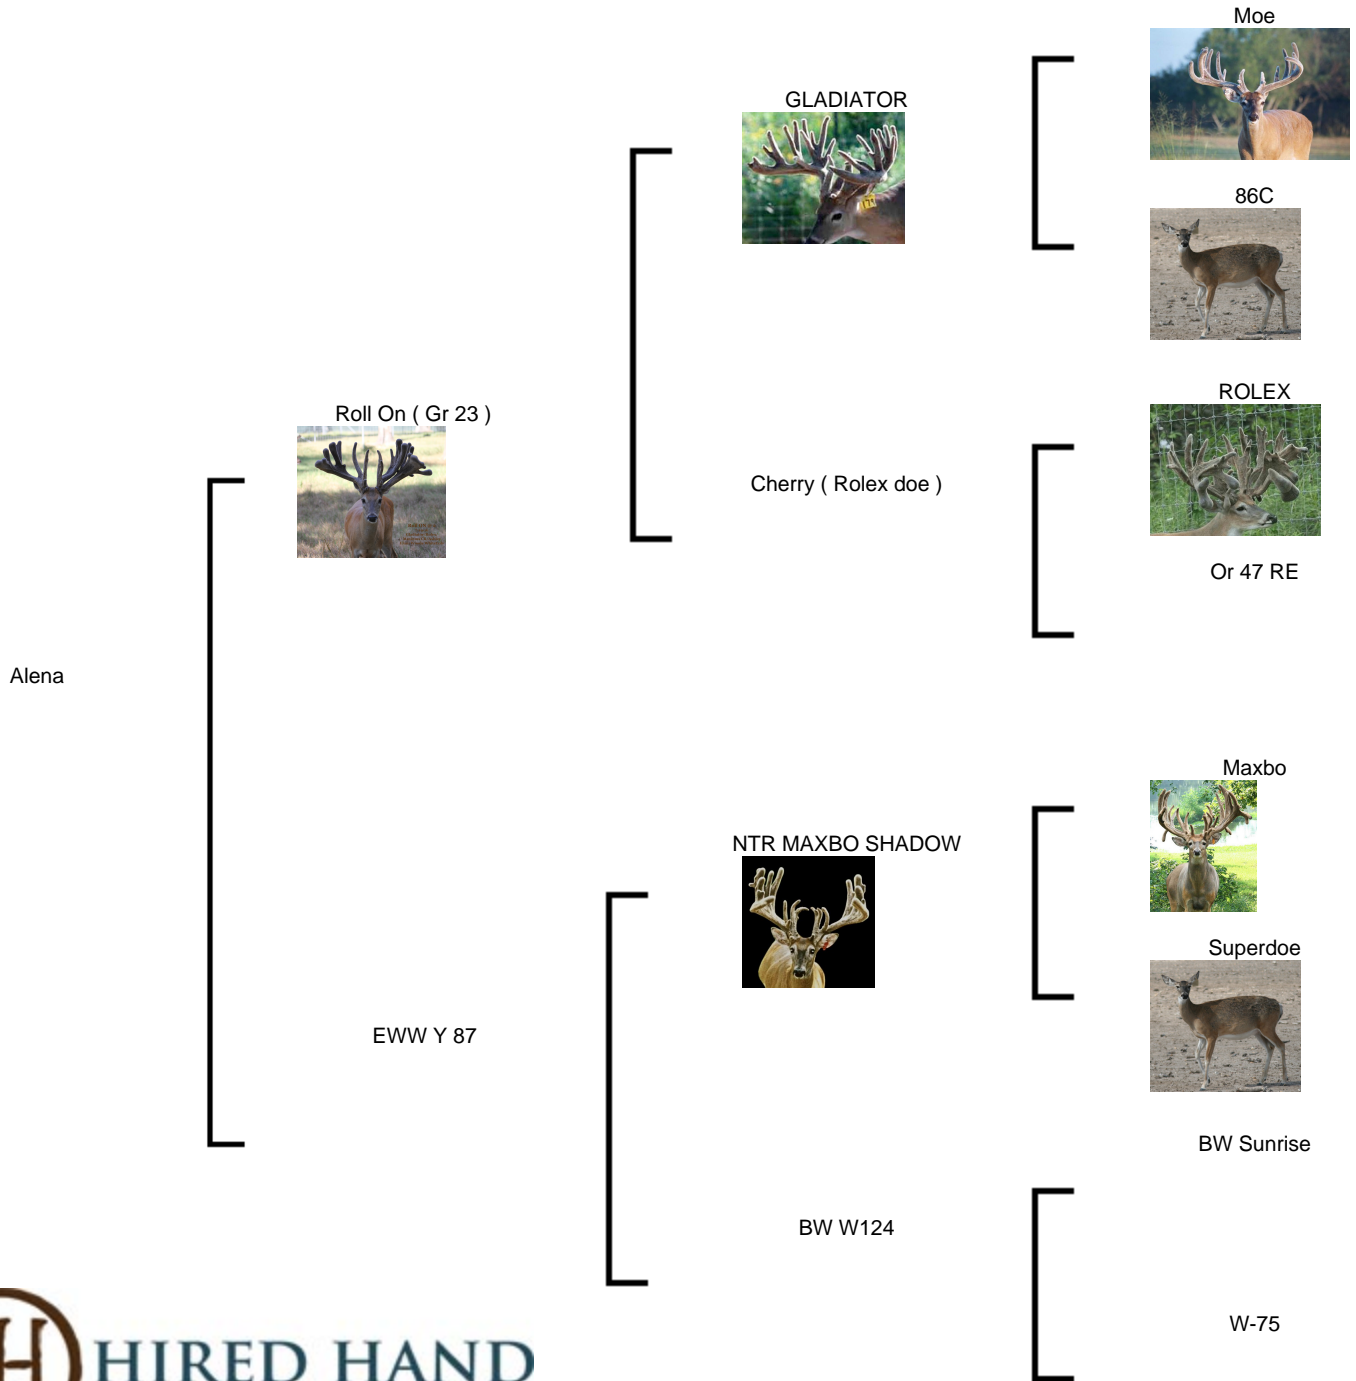 Moe
GLADIATOR
86C
ROLEX
Roll On ( Gr 23 )
Cherry ( Rolex doe )
Or 47 RE
Alena
Maxbo
NTR MAXBO SHADOW
Superdoe
EWW Y 87
BW Sunrise
BW W124
W-75
H HIRED HAND